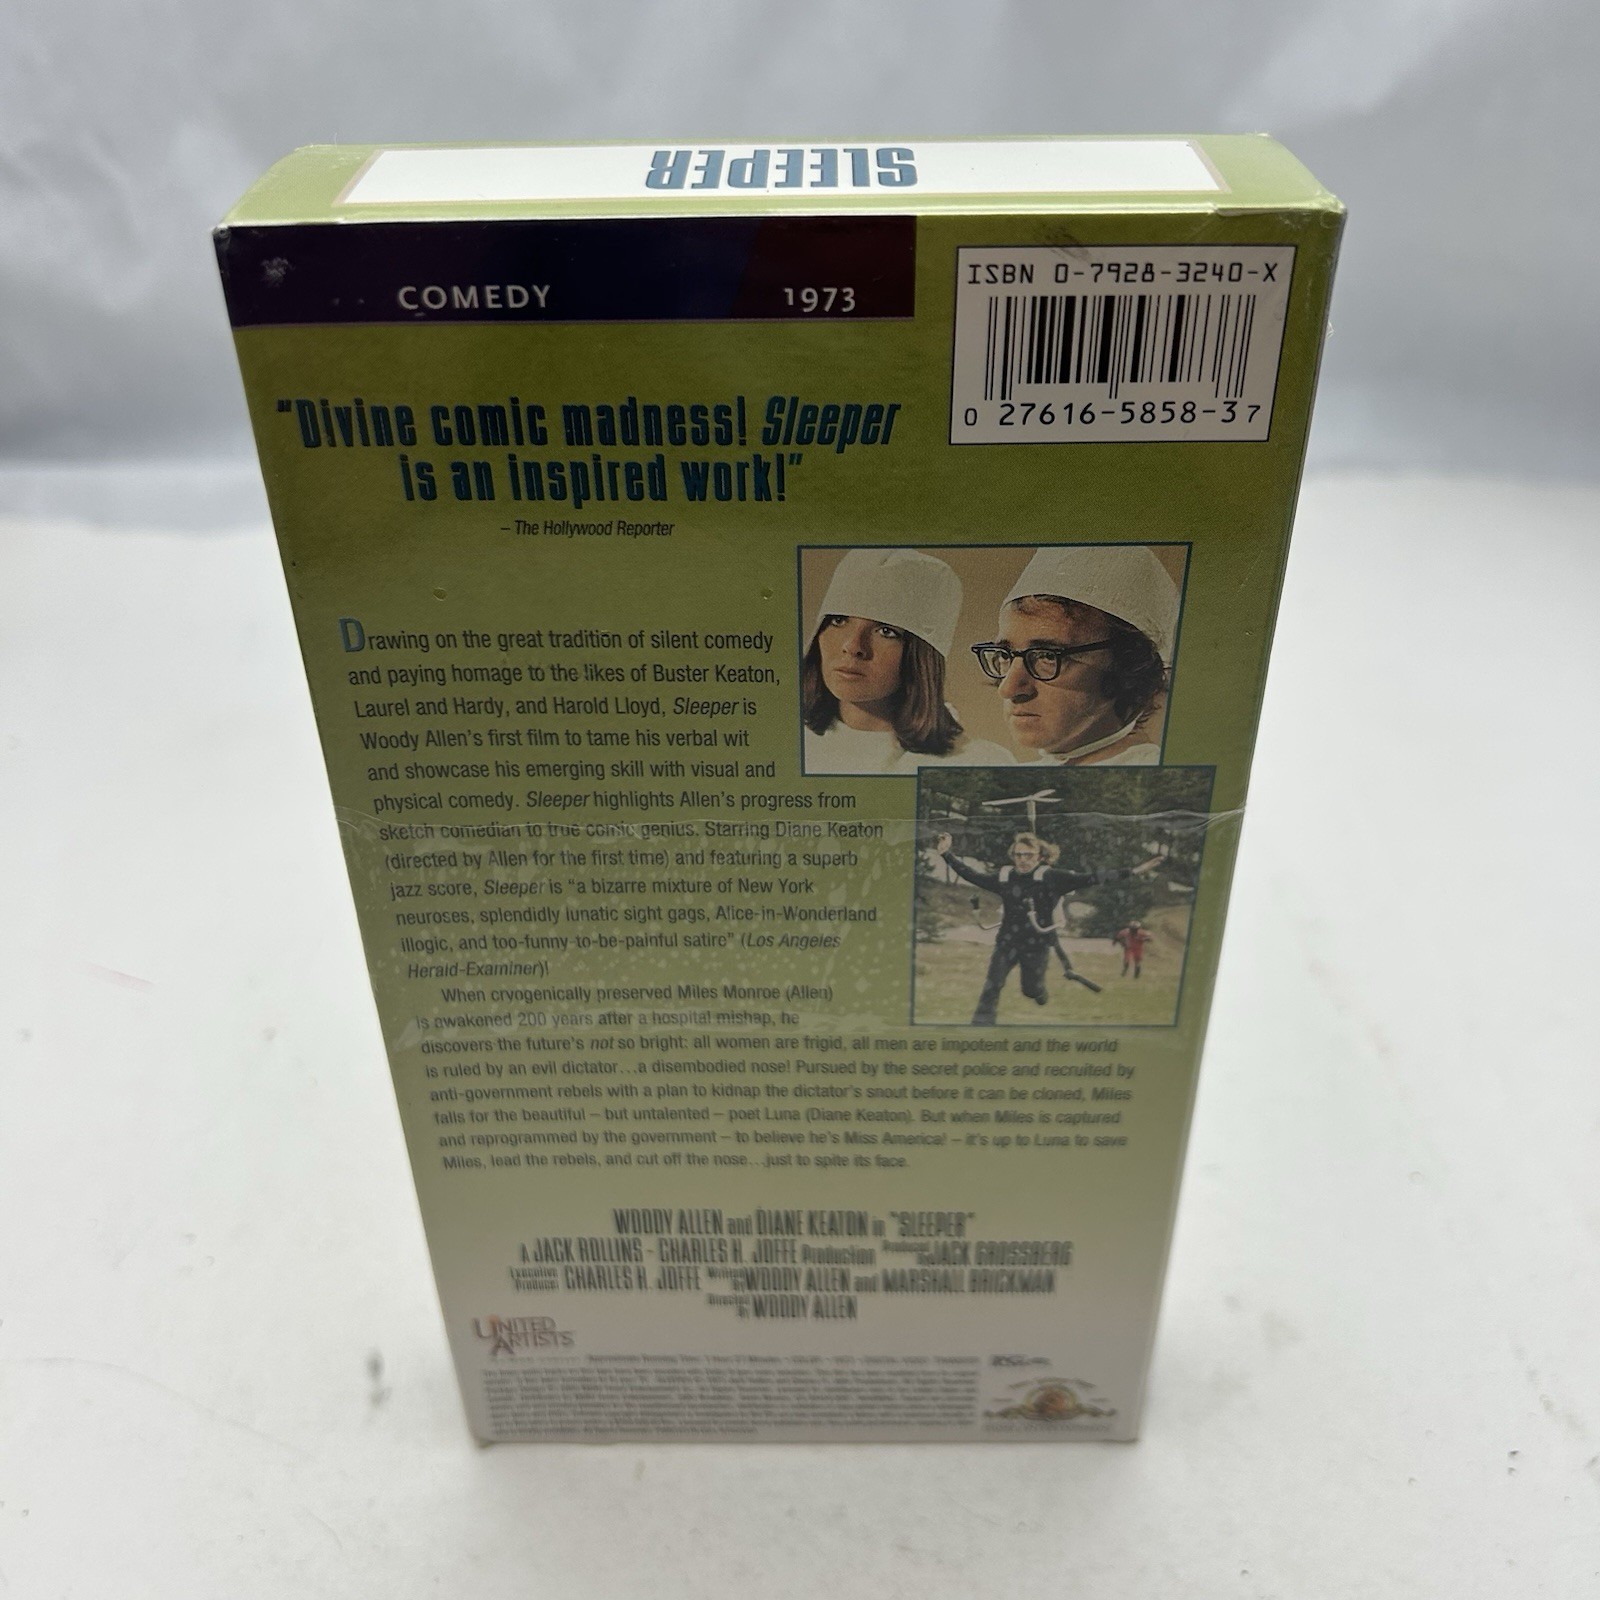 SLEEPER
COMEDY 1973
ISBN 0-7928-3240-X
0 27616-5858-3 7
"Divine comic madness! Sleeper
is an inspired work!"
– The Hollywood Reporter
Drawing on the great tradition of silent comedy
and paying homage to the likes of Buster Keaton,
Laurel and Hardy, and Harold Lloyd, Sleeper is
Woody Allen's first film to tame his verbal wit
and showcase his emerging skill with visual and
physical comedy. Sleeper highlights Allen's progress from
sketch comedian to true comic genius. Starring Diane Keaton
(directed by Allen for the first time) and featuring a superb
jazz score, Sleeper is "a bizarre mixture of New York
neuroses, splendidly lunatic sight gags, Alice-in-Wonderland
illogic, and too-funny-to-be-painful satire" (Los Angeles
Herald-Examiner)!
When cryogenically preserved Miles Monroe (Allen)
is awakened 200 years after a hospital mishap, he
discovers the future's not so bright: all women are frigid, all men are impotent and the world
is ruled by an evil dictator...a disembodied nose! Pursued by the secret police and recruited by
anti-government rebels with a plan to kidnap the dictator's snout before it can be cloned, Miles
falls for the beautiful – but untalented – poet Luna (Diane Keaton). But when Miles is captured
and reprogrammed by the government – to believe he's Miss America! – it's up to Luna to save
Miles, lead the rebels, and cut off the nose...just to spite its face.
WOODY ALLEN and DIANE KEATON in "SLEEPER"
A JACK ROLLINS - CHARLES H. JOFFE Production Produced by JACK GROSSBERG
Executive Producer CHARLES H. JOFFE Written by WOODY ALLEN and MARSHALL BRICKMAN
Directed by WOODY ALLEN
UNITED
ARTISTS